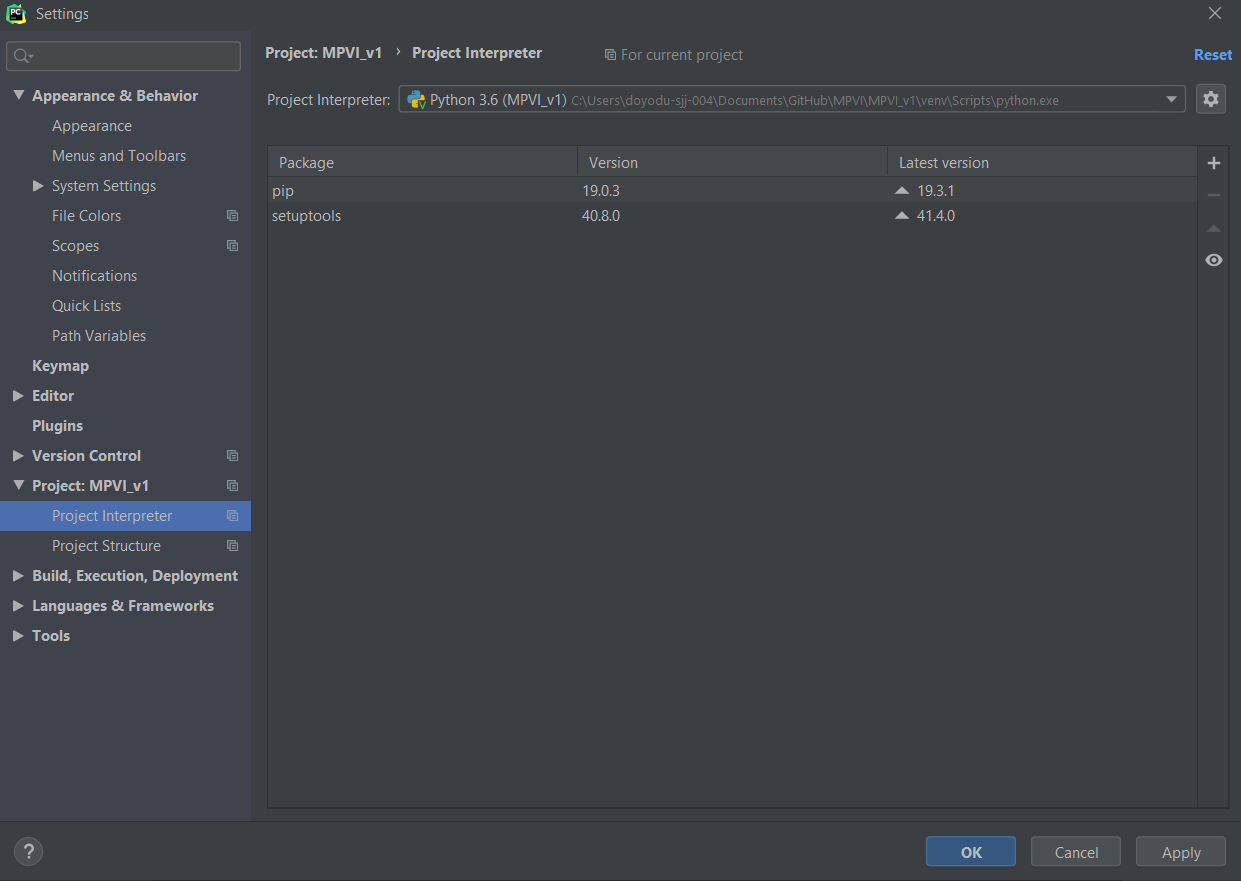 Settings
Project: MPVI_v1 › Project Interpreter For current project Reset
Project Interpreter: Python 3.6 (MPVI_v1) C:\Users\doyodu-sjj-004\Documents\GitHub\MPVI\MPVI_v1\venv\Scripts\python.exe
Appearance & Behavior
Appearance
Menus and Toolbars
System Settings
File Colors
Scopes
Notifications
Quick Lists
Path Variables
Keymap
Editor
Plugins
Version Control
Project: MPVI_v1
Project Interpreter
Project Structure
Build, Execution, Deployment
Languages & Frameworks
Tools
Package Version Latest version
pip 19.0.3 19.3.1
setuptools 40.8.0 41.4.0
?
OK Cancel Apply